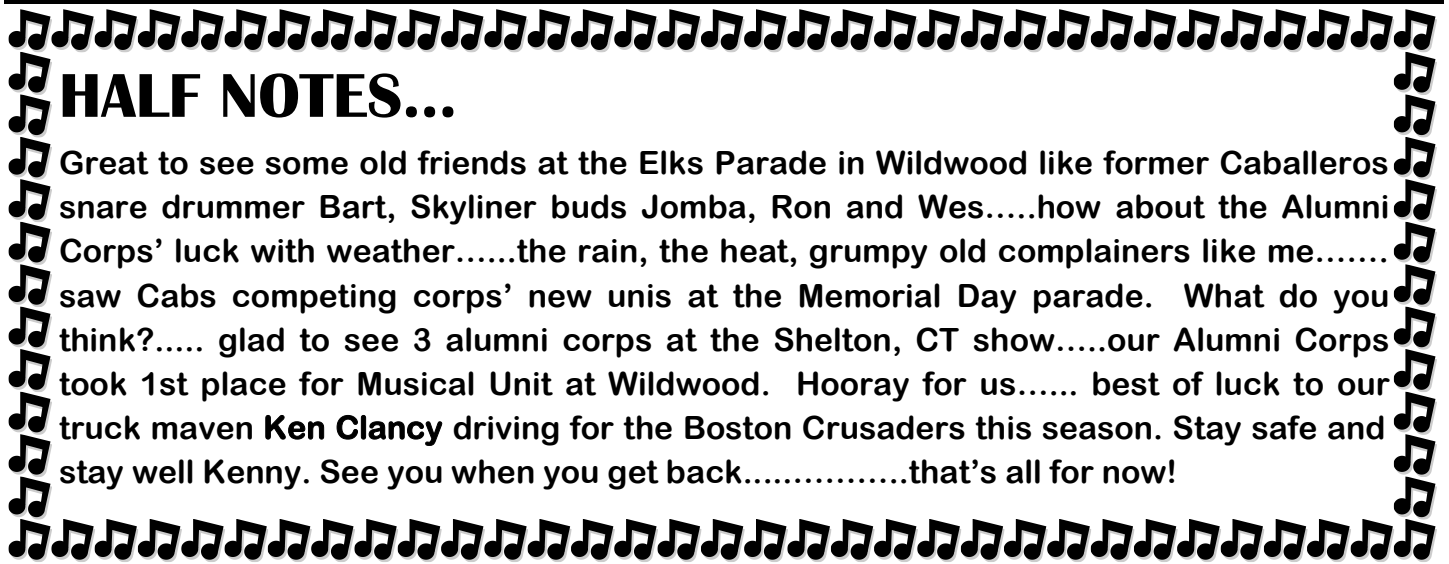 HALF NOTES...
Great to see some old friends at the Elks Parade in Wildwood like former Caballeros
snare drummer Bart, Skyliner buds Jomba, Ron and Wes.....how about the Alumni
Corps’ luck with weather......the rain, the heat, grumpy old complainers like me.......
saw Cabs competing corps’ new unis at the Memorial Day parade. What do you
think?..... glad to see 3 alumni corps at the Shelton, CT show.....our Alumni Corps
took 1st place for Musical Unit at Wildwood. Hooray for us...... best of luck to our
truck maven Ken Clancy driving for the Boston Crusaders this season. Stay safe and
stay well Kenny. See you when you get back................that’s all for now!